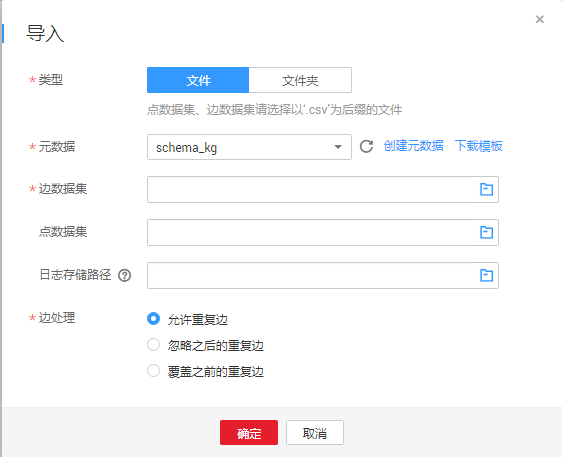 导入
* 类型 文件 文件夹
点数据集、边数据集请选择以'.csv'为后缀的文件
* 元数据 schema_kg 创建元数据 下载模板
* 边数据集
点数据集
日志存储路径 ?
* 边处理 允许重复边
忽略之后的重复边
覆盖之前的重复边
确定 取消